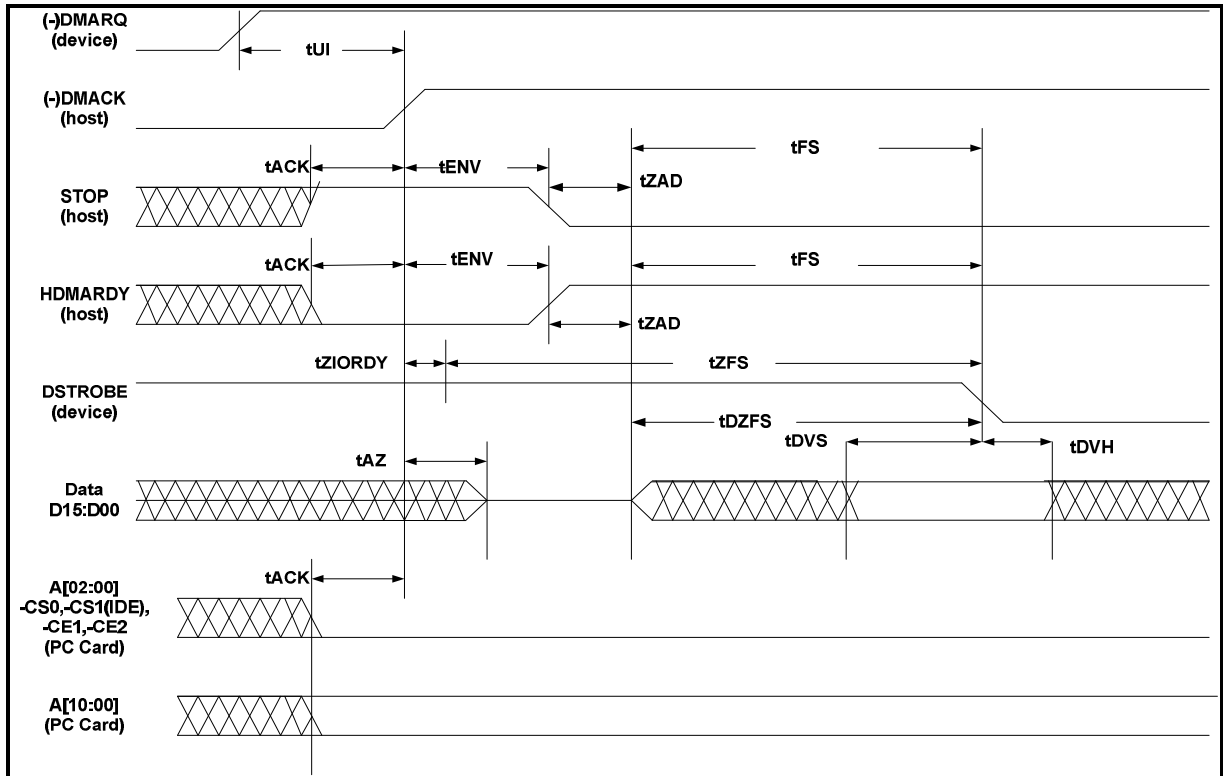 (-)DMARQ
(device)
tUI
(-)DMACK
(host)
tFS
tACK
tENV
tZAD
STOP
(host)
tACK
tENV
tFS
HDMARDY
(host)
tZAD
tZIORDY
tZFS
DSTROBE
(device)
tDZFS
tDVS
tDVH
tAZ
Data
D15:D00
tACK
A[02:00]
-CS0,-CS1(IDE),
-CE1,-CE2
(PC Card)
A[10:00]
(PC Card)